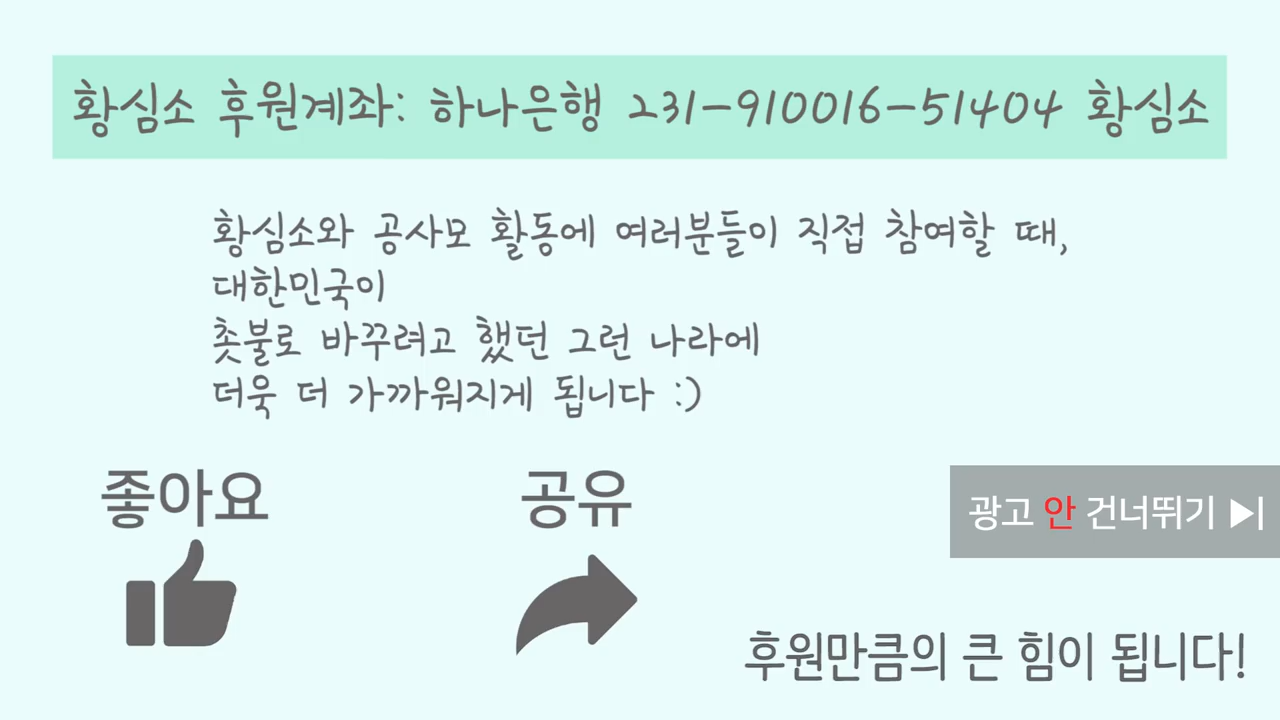 황심소 후원계좌: 하나은행 231-910016-51404 황심소
황심소와 공사모 활동에 여러분들이 직접 참여할 때,
대한민국이
촛불로 바꾸려고 했던 그런 나라에
더욱 더 가까워지게 됩니다 :)
좋아요
공유
광고 안 건너뛰기
후원만큼의 큰 힘이 됩니다!